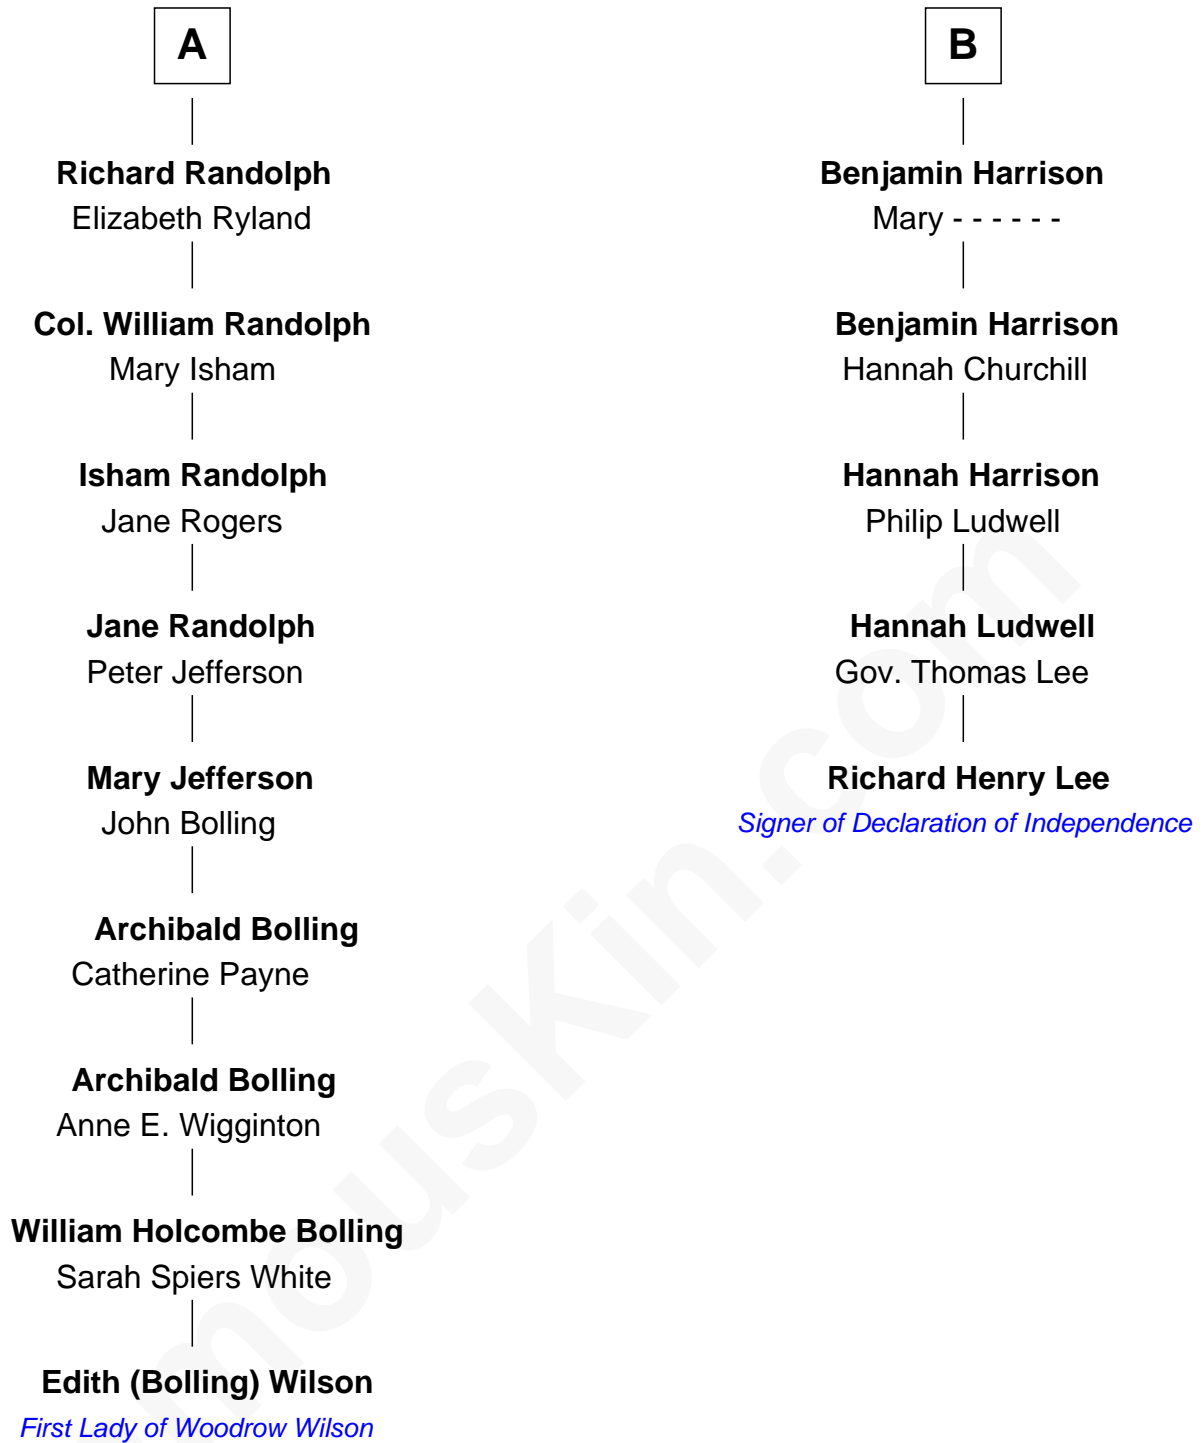 A
Richard Randolph
Elizabeth Ryland
Col. William Randolph
Mary Isham
Isham Randolph
Jane Rogers
Jane Randolph
Peter Jefferson
Mary Jefferson
John Bolling
Archibald Bolling
Catherine Payne
Archibald Bolling
Anne E. Wigginton
William Holcombe Bolling
Sarah Spiers White
Edith (Bolling) Wilson
First Lady of Woodrow Wilson
B
Benjamin Harrison
Mary - - - - - -
Benjamin Harrison
Hannah Churchill
Hannah Harrison
Philip Ludwell
Hannah Ludwell
Gov. Thomas Lee
Richard Henry Lee
Signer of Declaration of Independence
mousKin.com